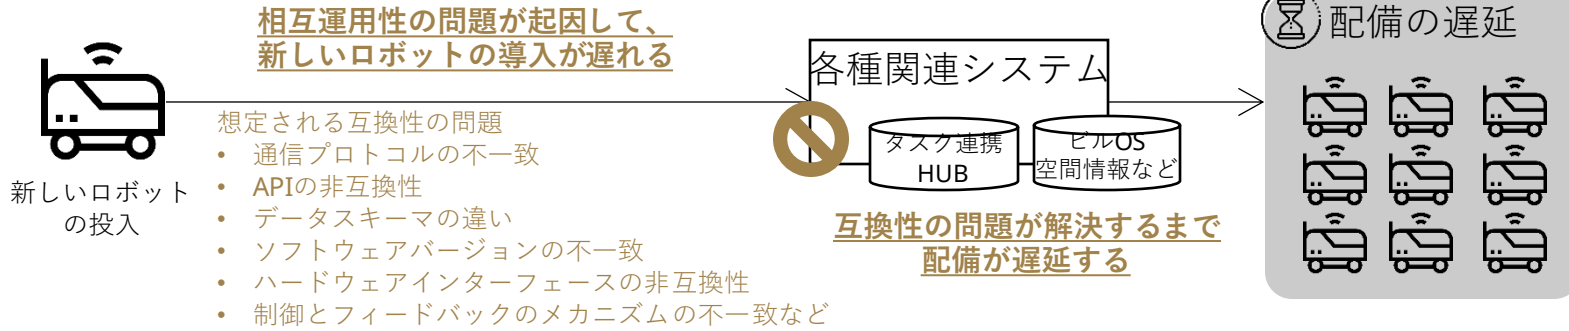 相互運用性の問題が起因して、
新しいロボットの導入が遅れる
新しいロボット
の投入
想定される互換性の問題
• 通信プロトコルの不一致
• APIの非互換性
• データスキーマの違い
• ソフトウェアバージョンの不一致
• ハードウェアインターフェースの非互換性
• 制御とフィードバックのメカニズムの不一致など
各種関連システム
タスク連携
HUB
ビルOS
空間情報など
互換性の問題が解決するまで
配備が遅延する
配備の遅延